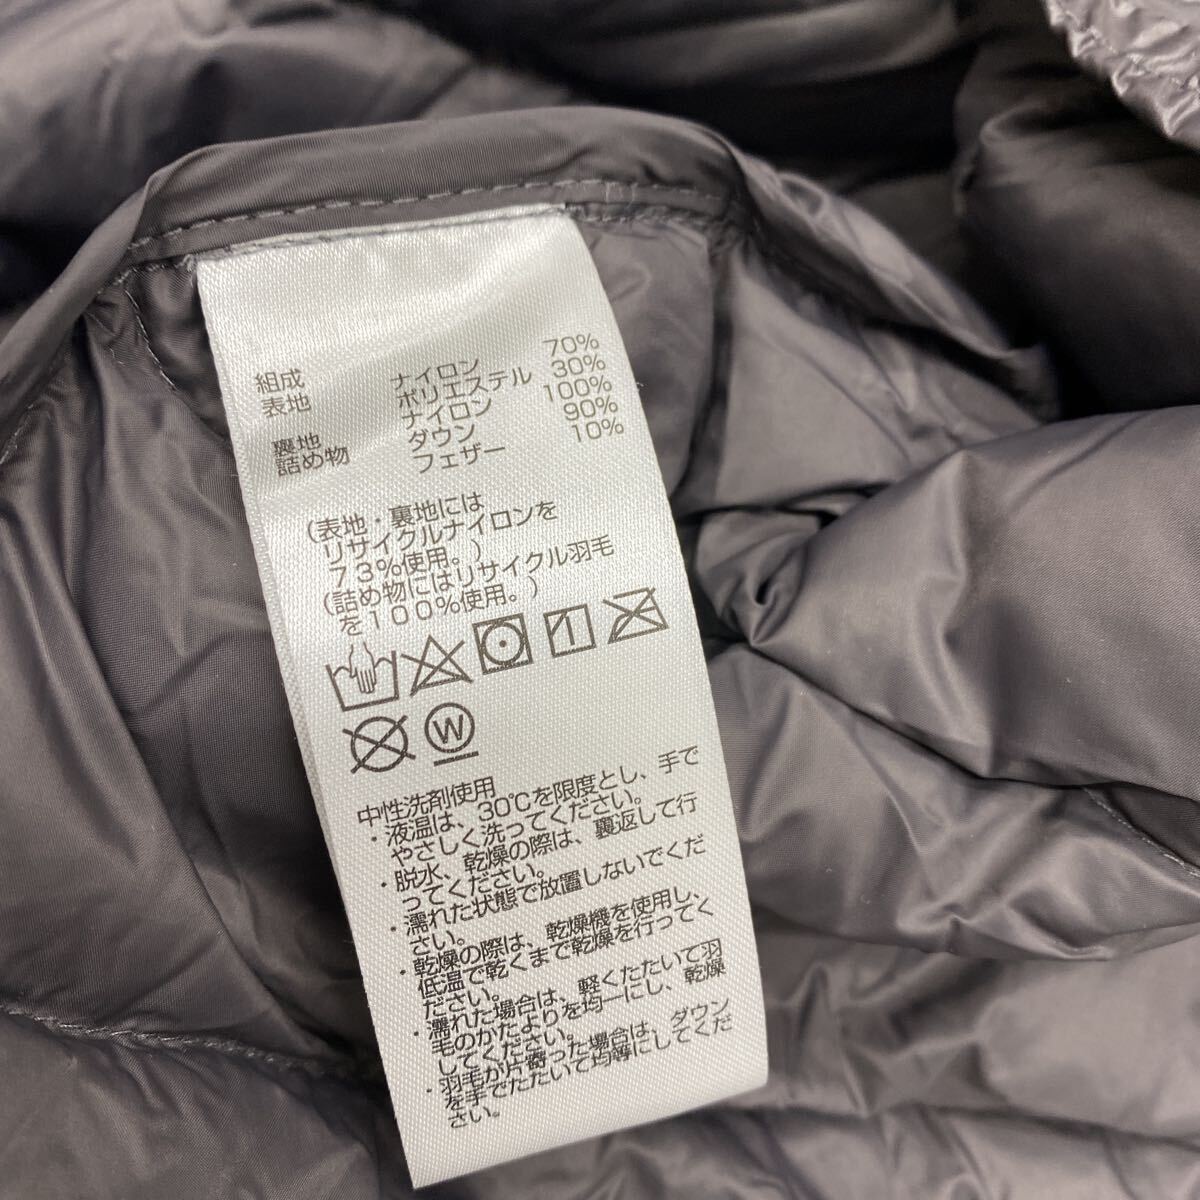 組成 ナイロン 70%
表地 ポリエステル 30%
ナイロン 100%
裏地 ダウン 90%
詰め物 フェザー 10%
(表地・裏地には
リサイクルナイロンを
73%使用。)
(詰め物にはリサイクル羽毛
を100%使用。)
W
中性洗剤使用
・液温は、30℃を限度とし、手で
やさしく洗ってください。
・脱水、乾燥の際は、裏返して行
ってください。
・濡れた状態で放置しないでくだ
さい。
・乾燥の際は、乾燥機を使用し、
低温で乾くまで乾燥を行ってく
ださい。
・濡れた場合は、軽くたたいて羽
毛のかたよりを均一にし、乾燥
してください。
・羽毛が片寄った場合は、ダウン
を手でたたいて均等にしてくだ
さい。